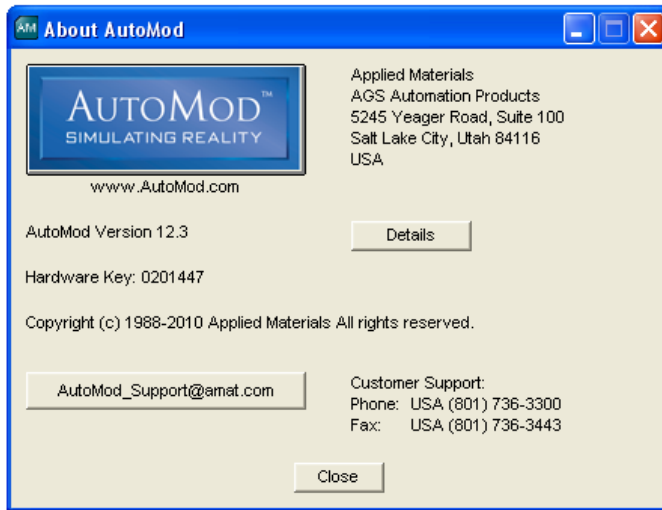 AM About AutoMod
AUTOMOD™
SIMULATING REALITY
www.AutoMod.com
Applied Materials
AGS Automation Products
5245 Yeager Road, Suite 100
Salt Lake City, Utah 84116
USA
AutoMod Version 12.3
Details
Hardware Key: 0201447
Copyright (c) 1988-2010 Applied Materials All rights reserved.
AutoMod_Support@amat.com
Customer Support:
Phone: USA (801) 736-3300
Fax: USA (801) 736-3443
Close